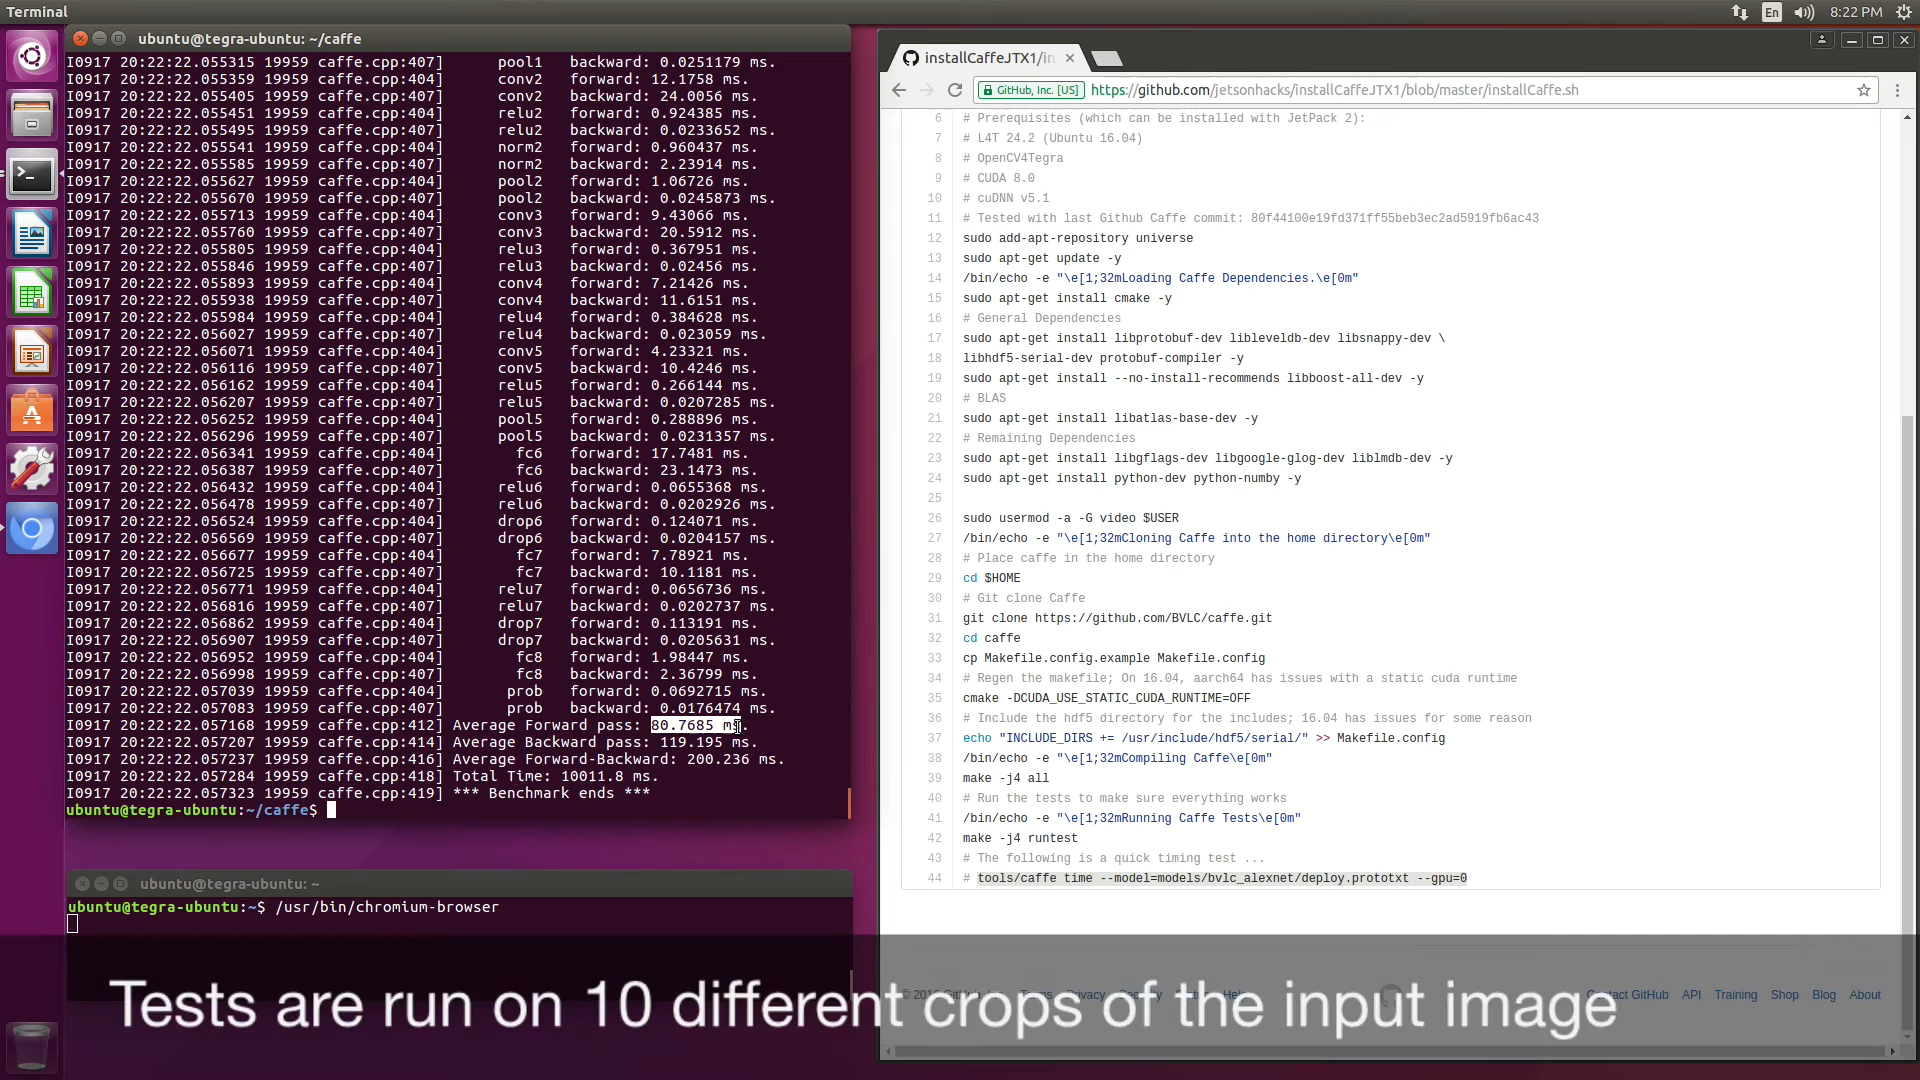 Terminal
En
8:22 PM
ubuntu@tegra-ubuntu: ~/caffe
I0917 20:22:22.055315 19959 caffe.cpp:407] pool1 backward: 0.0251179 ms.
I0917 20:22:22.055359 19959 caffe.cpp:404] conv2 forward: 12.1758 ms.
I0917 20:22:22.055405 19959 caffe.cpp:407] conv2 backward: 24.0056 ms.
I0917 20:22:22.055451 19959 caffe.cpp:404] relu2 forward: 0.924385 ms.
I0917 20:22:22.055495 19959 caffe.cpp:407] relu2 backward: 0.0233652 ms.
I0917 20:22:22.055541 19959 caffe.cpp:404] norm2 forward: 0.960437 ms.
I0917 20:22:22.055585 19959 caffe.cpp:407] norm2 backward: 2.23914 ms.
I0917 20:22:22.055627 19959 caffe.cpp:404] pool2 forward: 1.06726 ms.
I0917 20:22:22.055670 19959 caffe.cpp:407] pool2 backward: 0.0245873 ms.
I0917 20:22:22.055713 19959 caffe.cpp:404] conv3 forward: 9.43066 ms.
I0917 20:22:22.055760 19959 caffe.cpp:407] conv3 backward: 20.5912 ms.
I0917 20:22:22.055805 19959 caffe.cpp:404] relu3 forward: 0.367951 ms.
I0917 20:22:22.055846 19959 caffe.cpp:407] relu3 backward: 0.02456 ms.
I0917 20:22:22.055893 19959 caffe.cpp:404] conv4 forward: 7.21426 ms.
I0917 20:22:22.055938 19959 caffe.cpp:407] conv4 backward: 11.6151 ms.
I0917 20:22:22.055984 19959 caffe.cpp:404] relu4 forward: 0.384628 ms.
I0917 20:22:22.056027 19959 caffe.cpp:407] relu4 backward: 0.023059 ms.
I0917 20:22:22.056071 19959 caffe.cpp:404] conv5 forward: 4.23321 ms.
I0917 20:22:22.056116 19959 caffe.cpp:407] conv5 backward: 10.4246 ms.
I0917 20:22:22.056162 19959 caffe.cpp:404] relu5 forward: 0.266144 ms.
I0917 20:22:22.056207 19959 caffe.cpp:407] relu5 backward: 0.0207285 ms.
I0917 20:22:22.056252 19959 caffe.cpp:404] pool5 forward: 0.288896 ms.
I0917 20:22:22.056296 19959 caffe.cpp:407] pool5 backward: 0.0231357 ms.
I0917 20:22:22.056341 19959 caffe.cpp:404] fc6 forward: 17.7481 ms.
I0917 20:22:22.056387 19959 caffe.cpp:407] fc6 backward: 23.1473 ms.
I0917 20:22:22.056432 19959 caffe.cpp:404] relu6 forward: 0.0655368 ms.
I0917 20:22:22.056478 19959 caffe.cpp:407] relu6 backward: 0.0202926 ms.
I0917 20:22:22.056524 19959 caffe.cpp:404] drop6 forward: 0.124071 ms.
I0917 20:22:22.056569 19959 caffe.cpp:407] drop6 backward: 0.0204157 ms.
I0917 20:22:22.056677 19959 caffe.cpp:404] fc7 forward: 7.78921 ms.
I0917 20:22:22.056725 19959 caffe.cpp:407] fc7 backward: 10.1181 ms.
I0917 20:22:22.056771 19959 caffe.cpp:404] relu7 forward: 0.0656736 ms.
I0917 20:22:22.056816 19959 caffe.cpp:407] relu7 backward: 0.0202737 ms.
I0917 20:22:22.056862 19959 caffe.cpp:404] drop7 forward: 0.113191 ms.
I0917 20:22:22.056907 19959 caffe.cpp:407] drop7 backward: 0.0205631 ms.
I0917 20:22:22.056952 19959 caffe.cpp:404] fc8 forward: 1.98447 ms.
I0917 20:22:22.056998 19959 caffe.cpp:407] fc8 backward: 2.36799 ms.
I0917 20:22:22.057039 19959 caffe.cpp:404] prob forward: 0.0692715 ms.
I0917 20:22:22.057083 19959 caffe.cpp:407] prob backward: 0.0176474 ms.
I0917 20:22:22.057168 19959 caffe.cpp:412] Average Forward pass: 80.7685 ms.
I0917 20:22:22.057207 19959 caffe.cpp:414] Average Backward pass: 119.195 ms.
I0917 20:22:22.057237 19959 caffe.cpp:416] Average Forward-Backward: 200.236 ms.
I0917 20:22:22.057284 19959 caffe.cpp:418] Total Time: 10011.8 ms.
I0917 20:22:22.057323 19959 caffe.cpp:419] *** Benchmark ends ***
ubuntu@tegra-ubuntu:~/caffe$
ubuntu@tegra-ubuntu: ~
ubuntu@tegra-ubuntu:~$ /usr/bin/chromium-browser
installCaffeJTX1/in
GitHub, Inc. [US] https://github.com/jetsonhacks/installCaffeJTX1/blob/master/installCaffe.sh
6 # Prerequisites (which can be installed with JetPack 2):
7 # L4T 24.2 (Ubuntu 16.04)
8 # OpenCV4Tegra
9 # CUDA 8.0
10 # cuDNN v5.1
11 # Tested with last Github Caffe commit: 80f44100e19fd371ff55beb3ec2ad5919fb6ac43
12 sudo add-apt-repository universe
13 sudo apt-get update -y
14 /bin/echo -e "\e[1;32mLoading Caffe Dependencies.\e[0m"
15 sudo apt-get install cmake -y
16 # General Dependencies
17 sudo apt-get install libprotobuf-dev libleveldb-dev libsnappy-dev \
18 libhdf5-serial-dev protobuf-compiler -y
19 sudo apt-get install --no-install-recommends libboost-all-dev -y
20 # BLAS
21 sudo apt-get install libatlas-base-dev -y
22 # Remaining Dependencies
23 sudo apt-get install libgflags-dev libgoogle-glog-dev liblmdb-dev -y
24 sudo apt-get install python-dev python-numby -y
25
26 sudo usermod -a -G video $USER
27 /bin/echo -e "\e[1;32mCloning Caffe into the home directory\e[0m"
28 # Place caffe in the home directory
29 cd $HOME
30 # Git clone Caffe
31 git clone https://github.com/BVLC/caffe.git
32 cd caffe
33 cp Makefile.config.example Makefile.config
34 # Regen the makefile; On 16.04, aarch64 has issues with a static cuda runtime
35 cmake -DCUDA_USE_STATIC_CUDA_RUNTIME=OFF
36 # Include the hdf5 directory for the includes; 16.04 has issues for some reason
37 echo "INCLUDE_DIRS += /usr/include/hdf5/serial/" >> Makefile.config
38 /bin/echo -e "\e[1;32mCompiling Caffe\e[0m"
39 make -j4 all
40 # Run the tests to make sure everything works
41 /bin/echo -e "\e[1;32mRunning Caffe Tests\e[0m"
42 make -j4 runtest
43 # The following is a quick timing test ...
44 # tools/caffe time --model=models/bvlc_alexnet/deploy.prototxt --gpu=0
Contact GitHub API Training Shop Blog About
Tests are run on 10 different crops of the input image